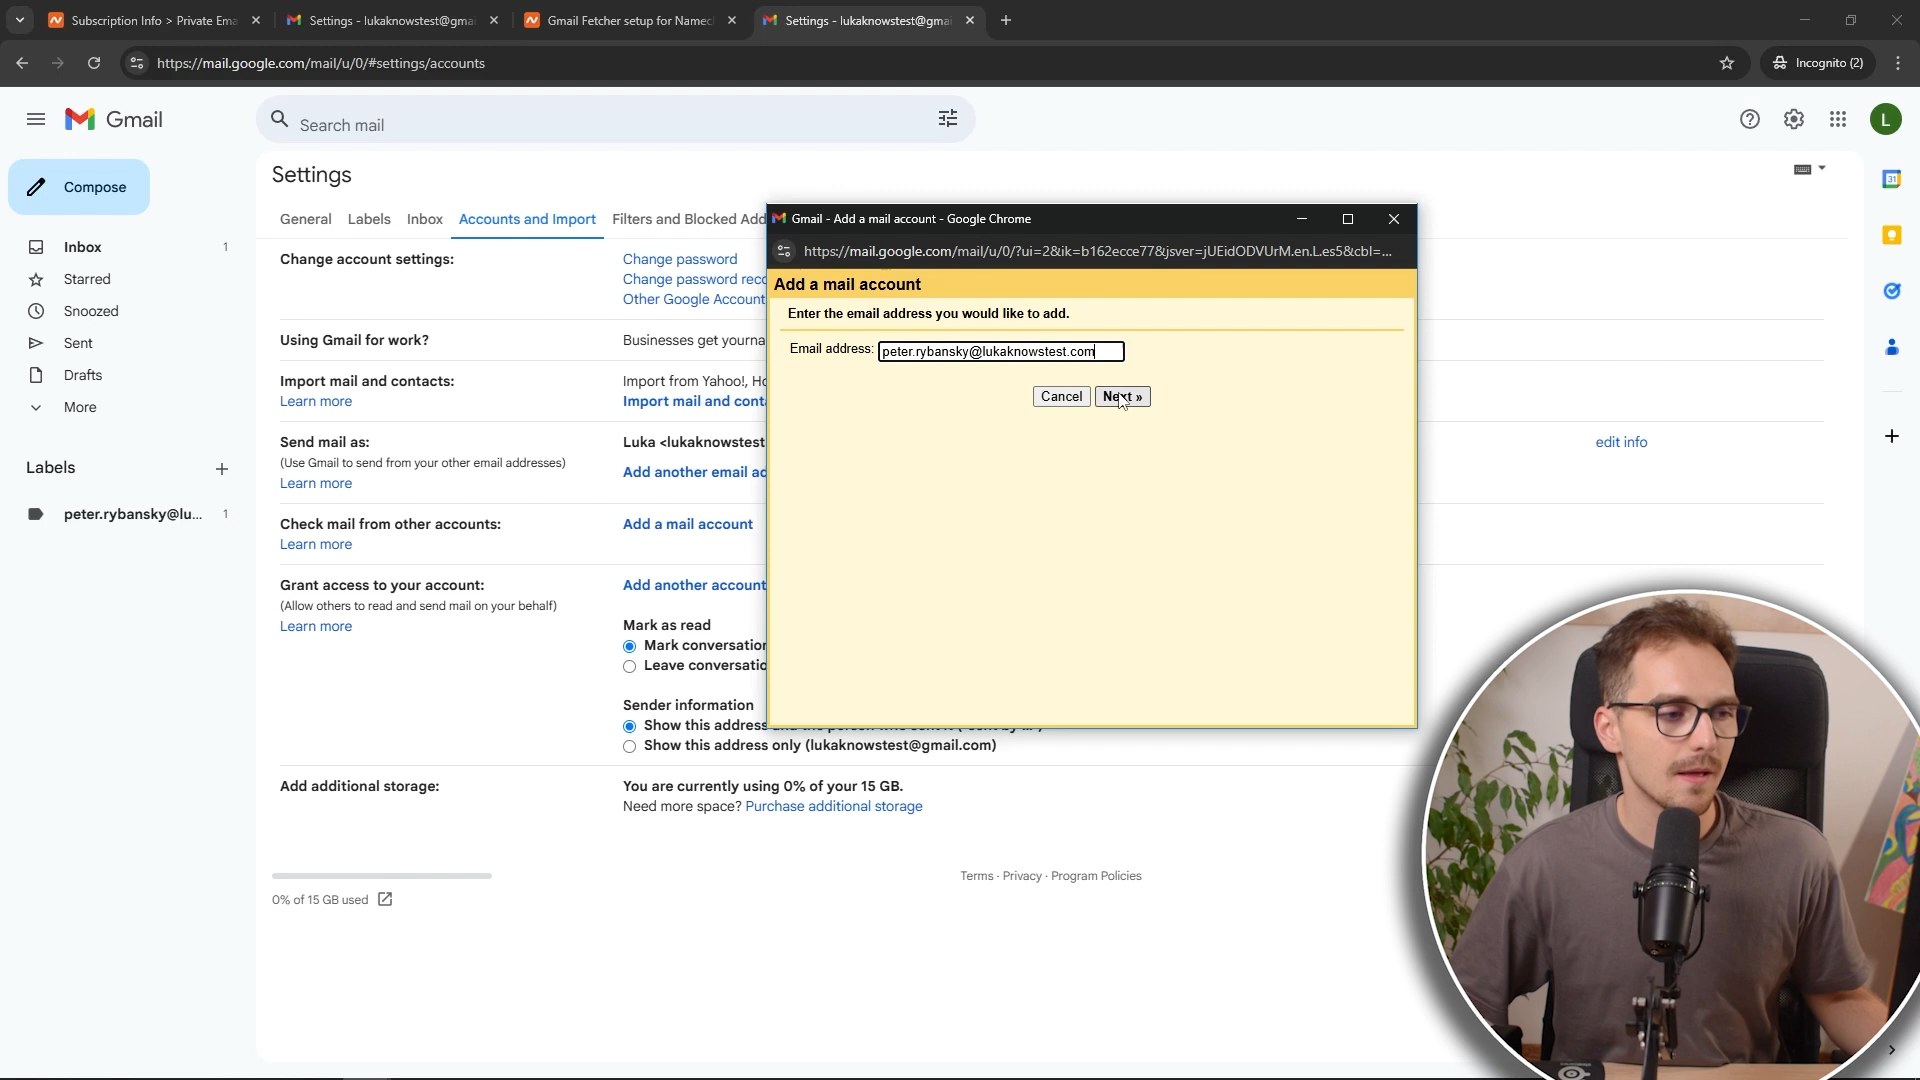 Subscription Info > Private Ema
Settings - lukaknowstest@gmai
Gmail Fetcher setup for Namec
Settings - lukaknowstest@gmai
https://mail.google.com/mail/u/0/#settings/accounts
Incognito (2)
Gmail
Search mail
L
Compose
Inbox 1
Starred
Snoozed
Sent
Drafts
More
Labels
peter.rybansky@lu... 1
Settings
General Labels Inbox Accounts and Import Filters and Blocked Add
Change account settings:
Change password
Change password reco
Other Google Account
Using Gmail for work?
Businesses get yourna
Import mail and contacts:
Learn more
Import from Yahoo!, Ho
Import mail and conta
Send mail as:
(Use Gmail to send from your other email addresses)
Learn more
Luka <lukaknowstest
Add another email ad
edit info
Check mail from other accounts:
Learn more
Add a mail account
Grant access to your account:
(Allow others to read and send mail on your behalf)
Learn more
Add another account
Mark as read
Mark conversation
Leave conversatio
Sender information
Show this address
Show this address only (lukaknowstest@gmail.com)
Add additional storage:
You are currently using 0% of your 15 GB.
Need more space? Purchase additional storage
0% of 15 GB used
Terms · Privacy · Program Policies
Gmail - Add a mail account - Google Chrome
https://mail.google.com/mail/u/0/?ui=2&ik=b162ecce77&jsver=jUEidODVUrM.en.L.es5&cbl=...
Add a mail account
Enter the email address you would like to add.
Email address: peter.rybansky@lukaknowstest.com
Cancel Next »
31